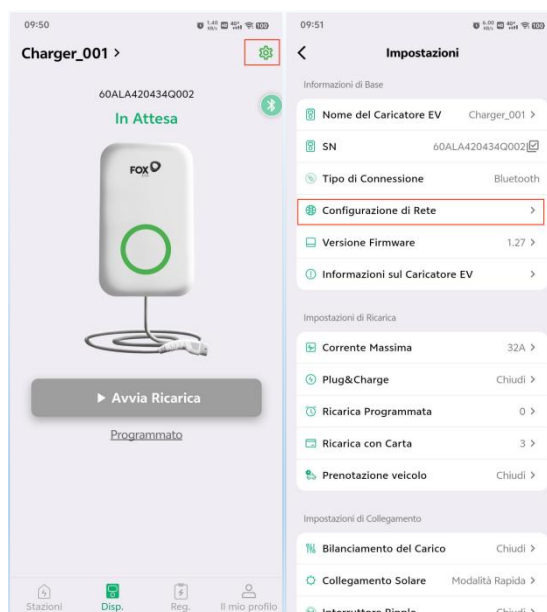 09:50
Charger_001 >
60ALA420434Q002
In Attesa
FOX
Avvia Ricarica
Programmato
Stazioni
Disp.
Reg.
Il mio profilo
09:51
Impostazioni
Informazioni di Base
Nome del Caricatore EV Charger_001 >
SN 60ALA420434Q002
Tipo di Connessione Bluetooth
Configurazione di Rete >
Versione Firmware 1.27 >
Informazioni sul Caricatore EV >
Impostazioni di Ricarica
Corrente Massima 32A >
Plug&Charge Chiudi >
Ricarica Programmata 0 >
Ricarica con Carta 3 >
Prenotazione veicolo Chiudi >
Impostazioni di Collegamento
Bilanciamento del Carico Chiudi >
Collegamento Solare Modalità Rapida >